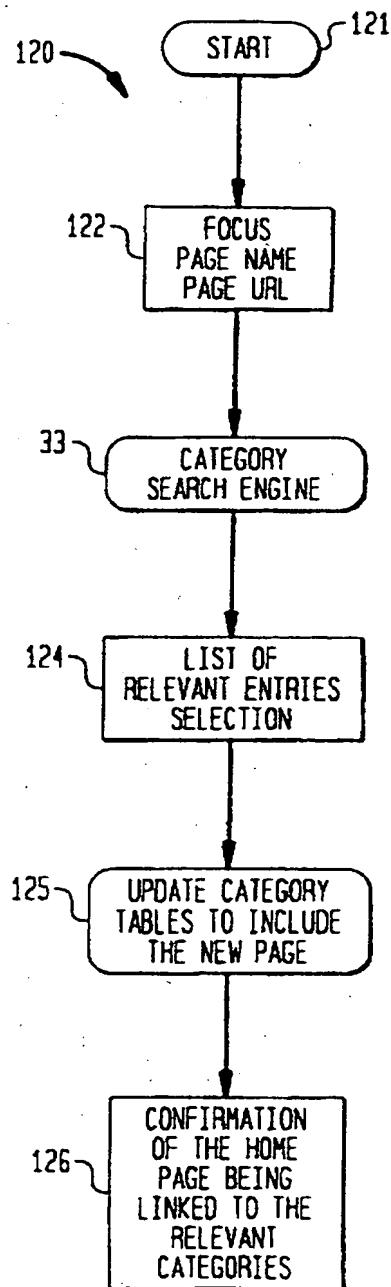 START
121
120
122
FOCUS
PAGE NAME
PAGE URL
33
CATEGORY
SEARCH ENGINE
124
LIST OF
RELEVANT ENTRIES
SELECTION
125
UPDATE CATEGORY
TABLES TO INCLUDE
THE NEW PAGE
126
CONFIRMATION
OF THE HOME
PAGE BEING
LINKED TO THE
RELEVANT
CATEGORIES